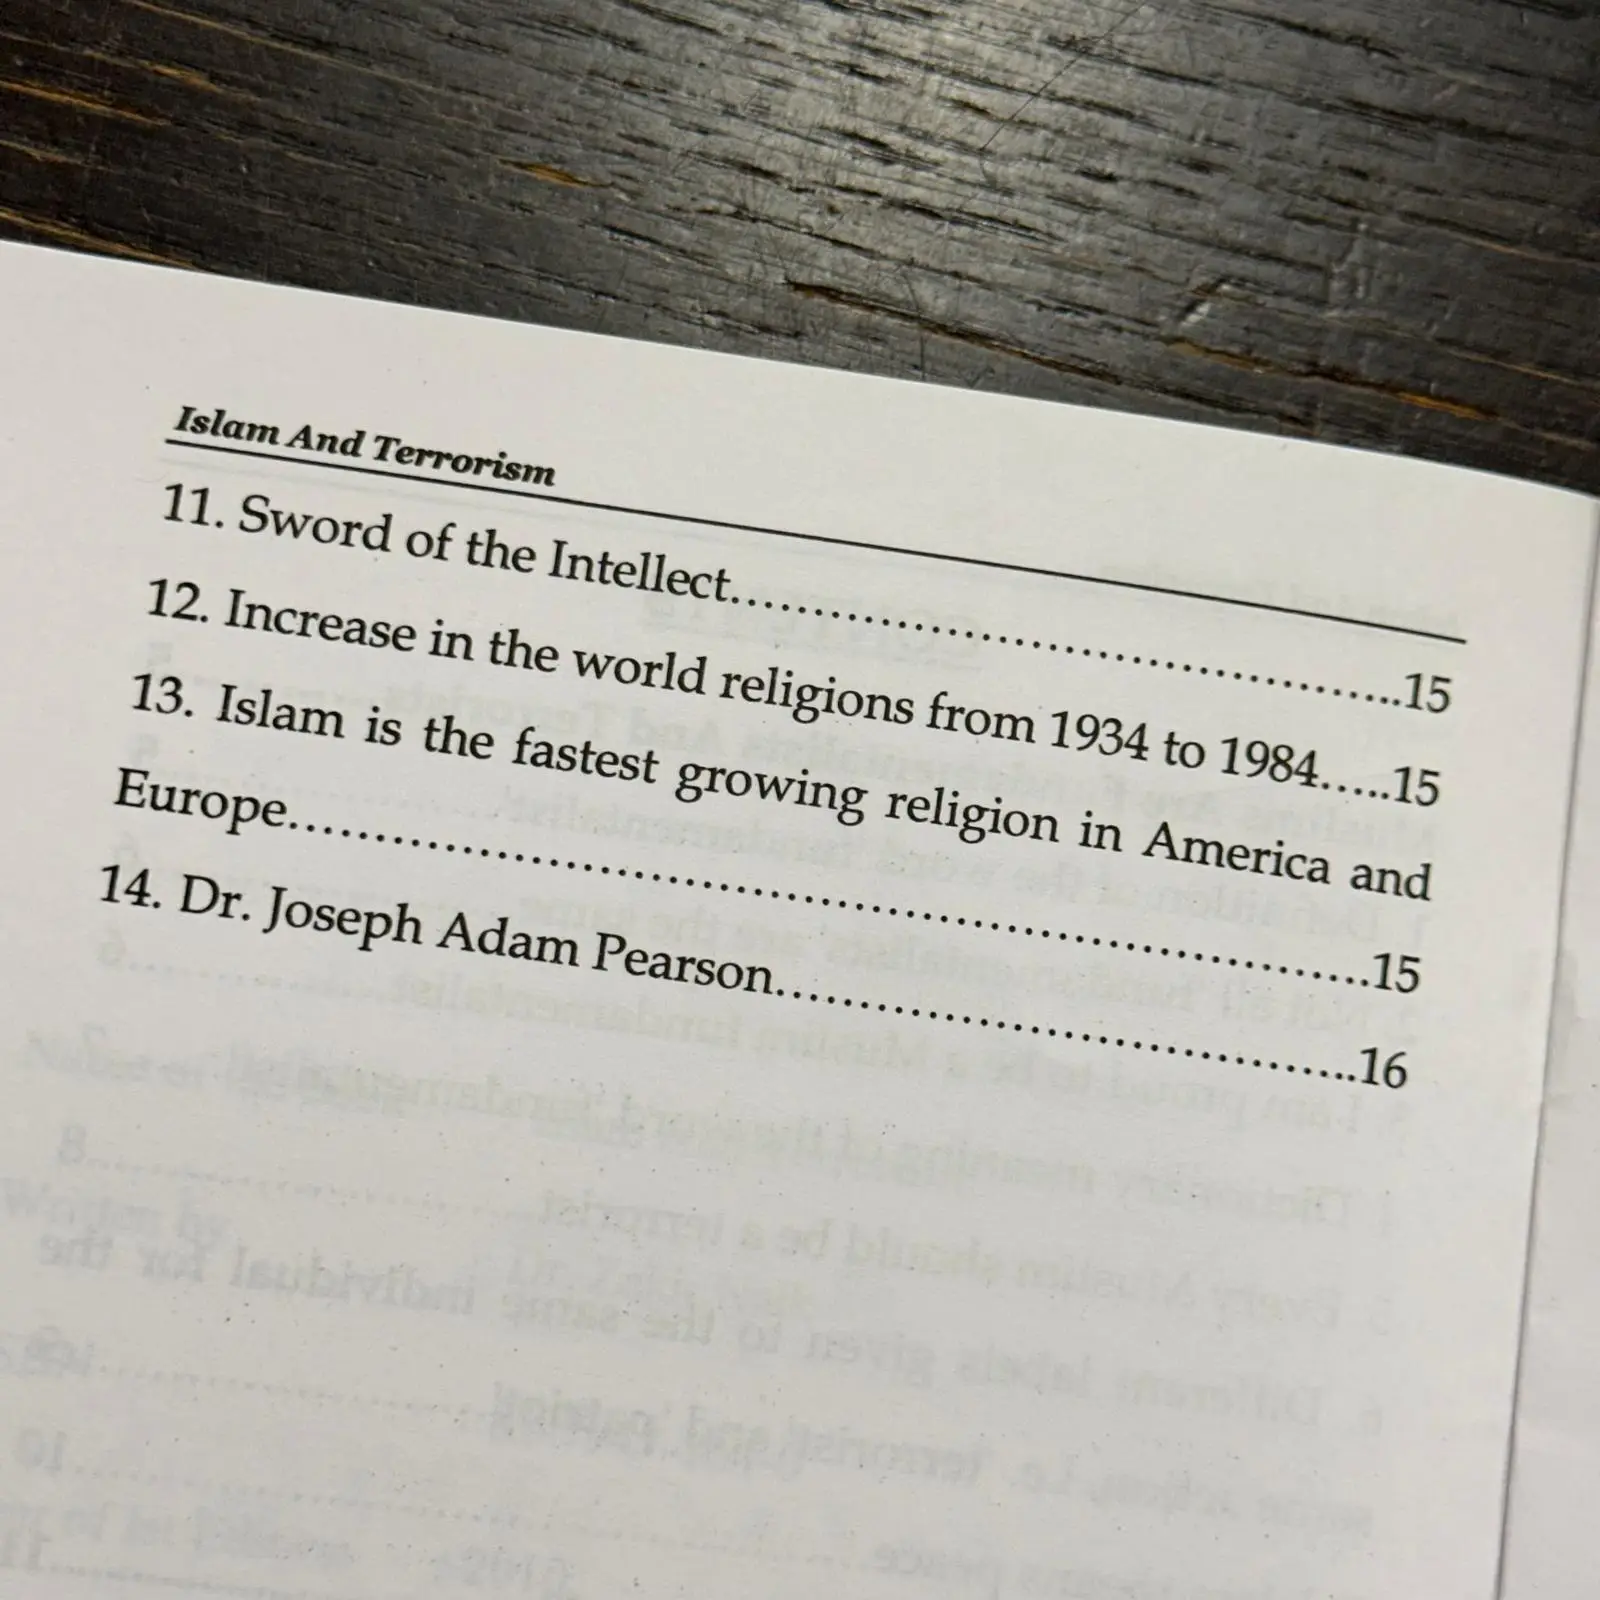 Islam And Terrorism
11. Sword of the Intellect..............................................15
12. Increase in the world religions from 1934 to 1984.....15
13. Islam is the fastest growing religion in America and
Europe..........................................................................15
14. Dr. Joseph Adam Pearson........................................16